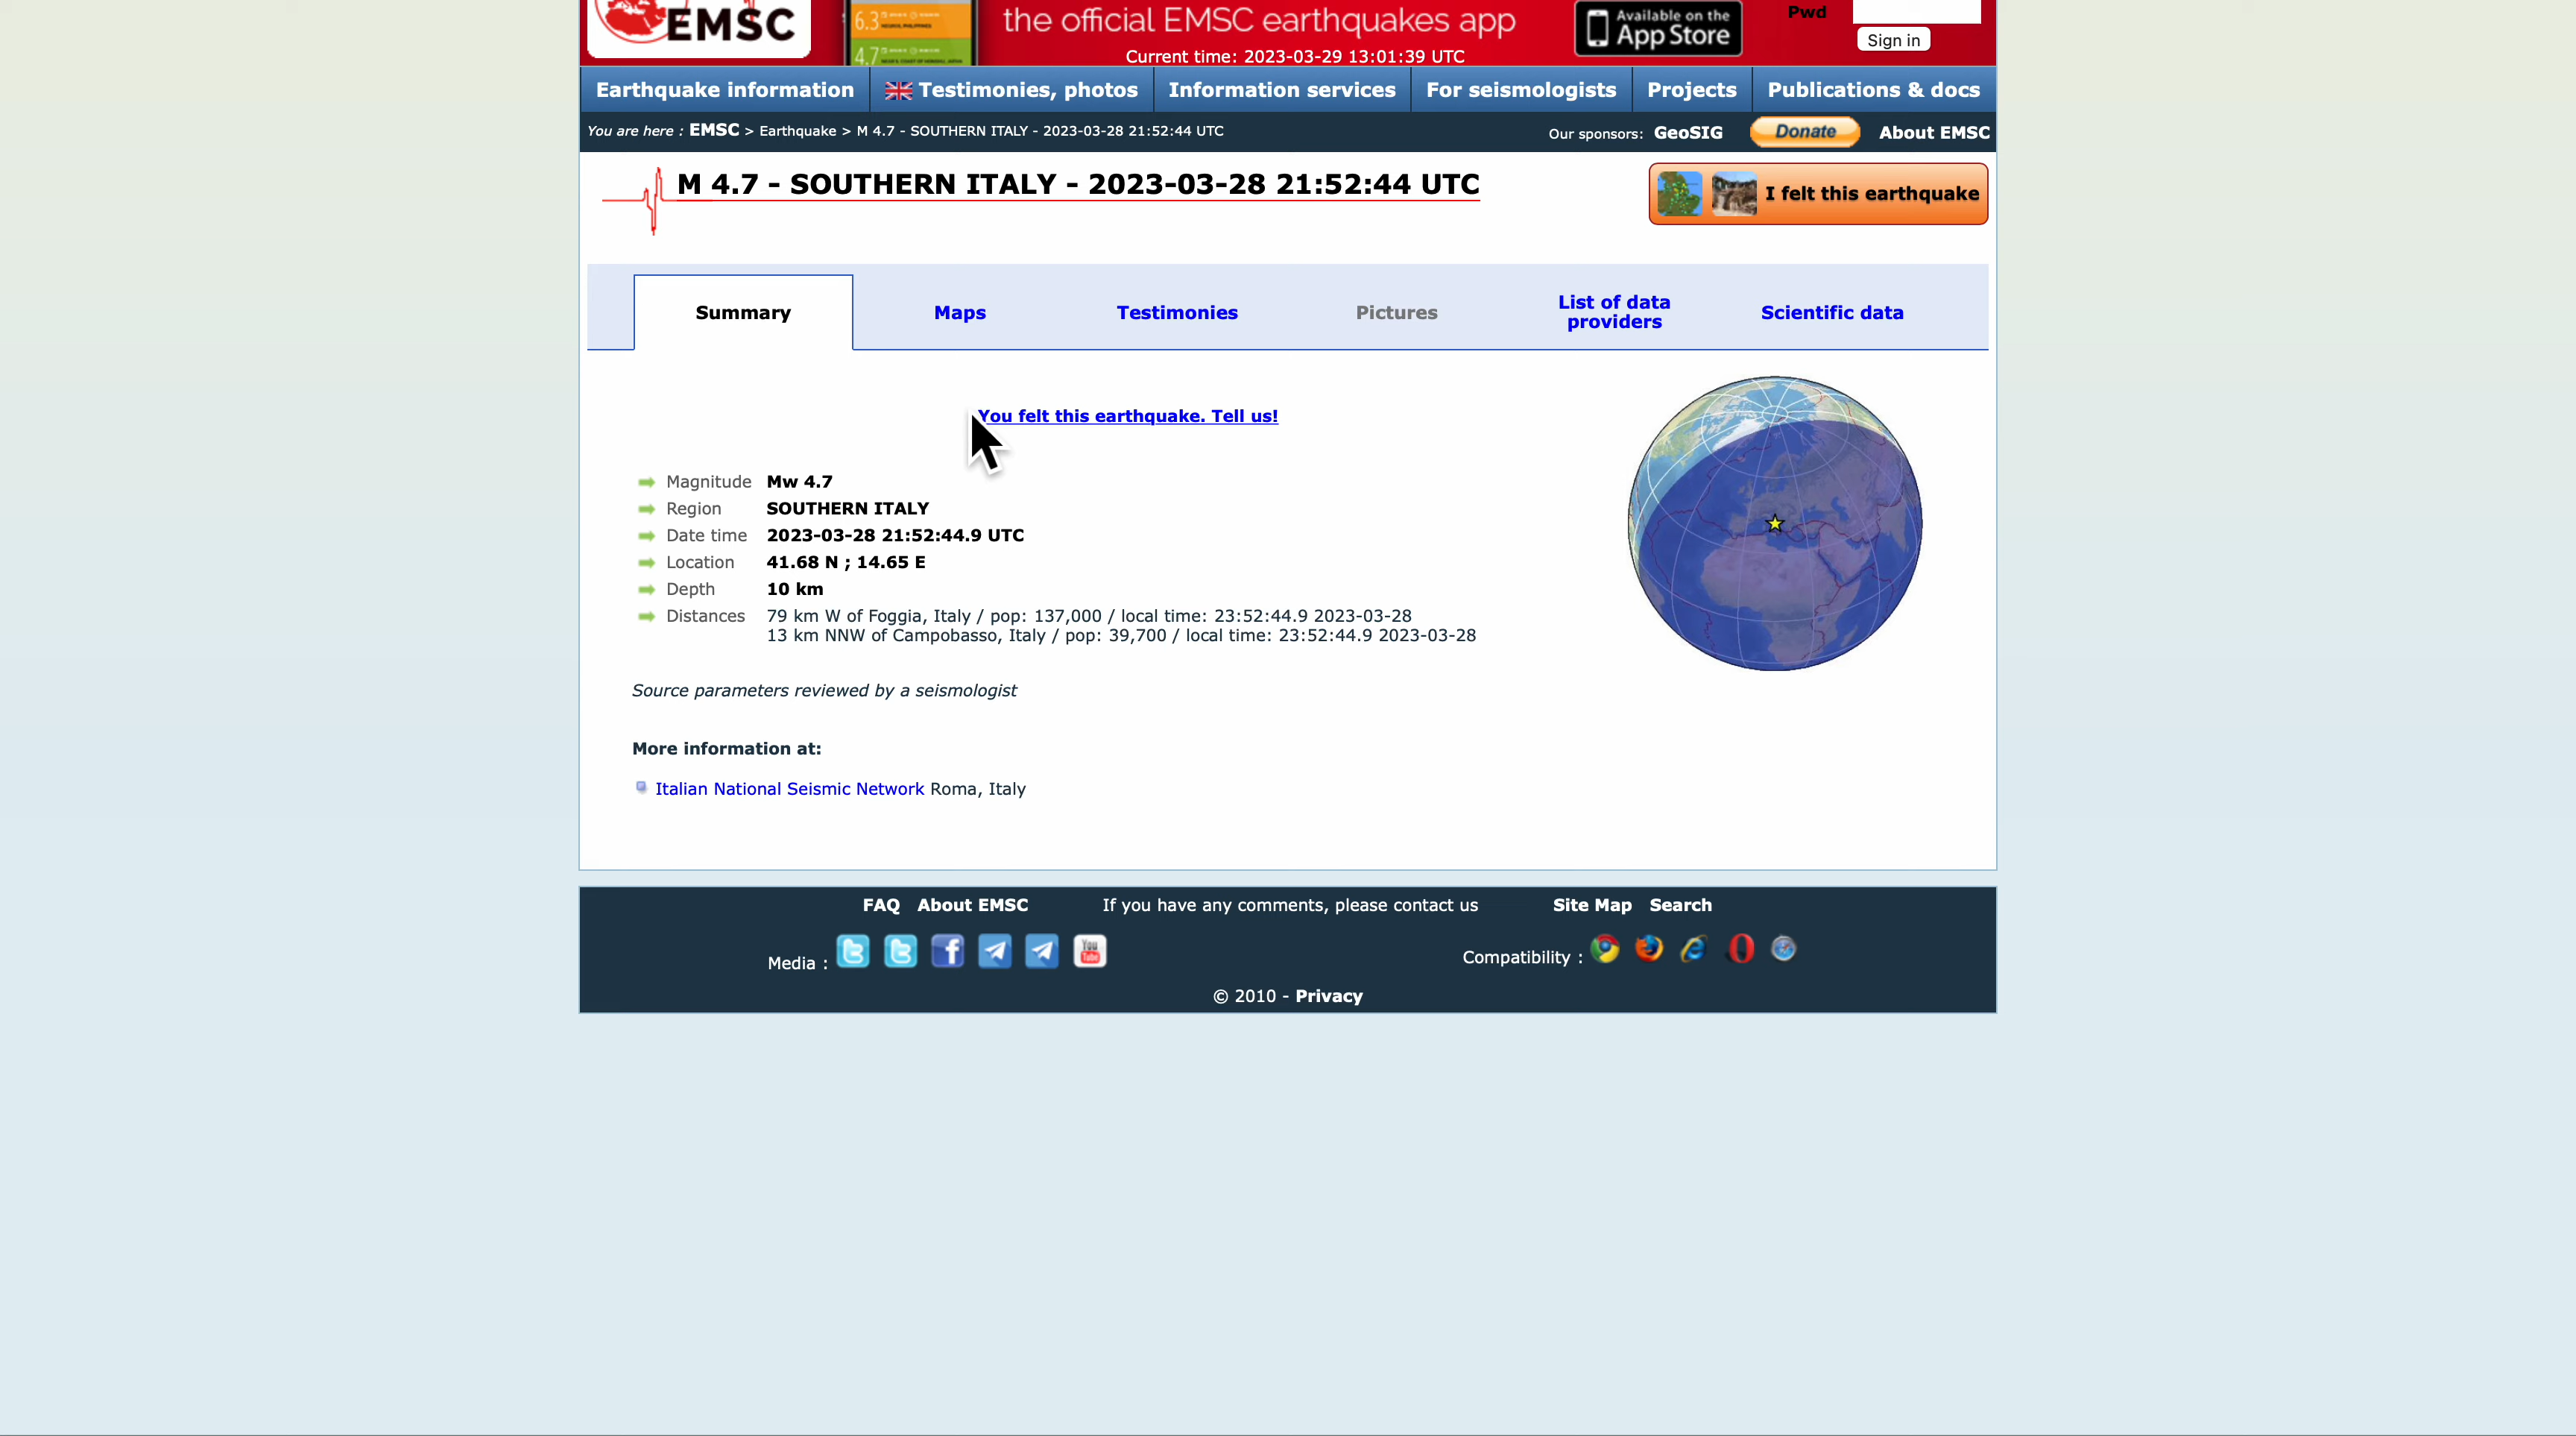 EMSC
6.3
NEGROS, PHILIPPINES
4.7
the official EMSC earthquakes app
Current time: 2023-03-29 13:01:39 UTC
Available on the
App Store
Pwd
Sign in
Earthquake information
Testimonies, photos
Information services
For seismologists
Projects
Publications & docs
You are here : EMSC > Earthquake > M 4.7 - SOUTHERN ITALY - 2023-03-28 21:52:44 UTC
Our sponsors: GeoSIG
Donate
About EMSC
M 4.7 - SOUTHERN ITALY - 2023-03-28 21:52:44 UTC
I felt this earthquake
Summary
Maps
Testimonies
Pictures
List of data
providers
Scientific data
You felt this earthquake. Tell us!
Magnitude Mw 4.7
Region SOUTHERN ITALY
Date time 2023-03-28 21:52:44.9 UTC
Location 41.68 N ; 14.65 E
Depth 10 km
Distances 79 km W of Foggia, Italy / pop: 137,000 / local time: 23:52:44.9 2023-03-28
13 km NNW of Campobasso, Italy / pop: 39,700 / local time: 23:52:44.9 2023-03-28
Source parameters reviewed by a seismologist
More information at:
Italian National Seismic Network Roma, Italy
FAQ About EMSC If you have any comments, please contact us Site Map Search
Media :
You
Tube
Compatibility :
© 2010 - Privacy